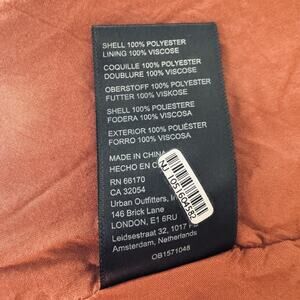 SHELL 100% POLYESTER
LINING 100% VISCOSE
COQUILLE 100% POLYESTER
DOUBLURE 100% VISCOSE
OBERSTOFF 100% POLYESTER
FUTTER 100% VISKOSE
SHELL 100% POLIESTERE
FODERA 100% VISCOSA
EXTERIOR 100% POLIÉSTER
FORRO 100% VISCOSA
MADE IN CHINA
HECHO EN
RN 66170
CA 32054
Urban Outfitters,
146 Brick Lane
LONDON, E1 6RU
Leidsestraat 32, 1017
Amsterdam, Netherlands
OB1571048